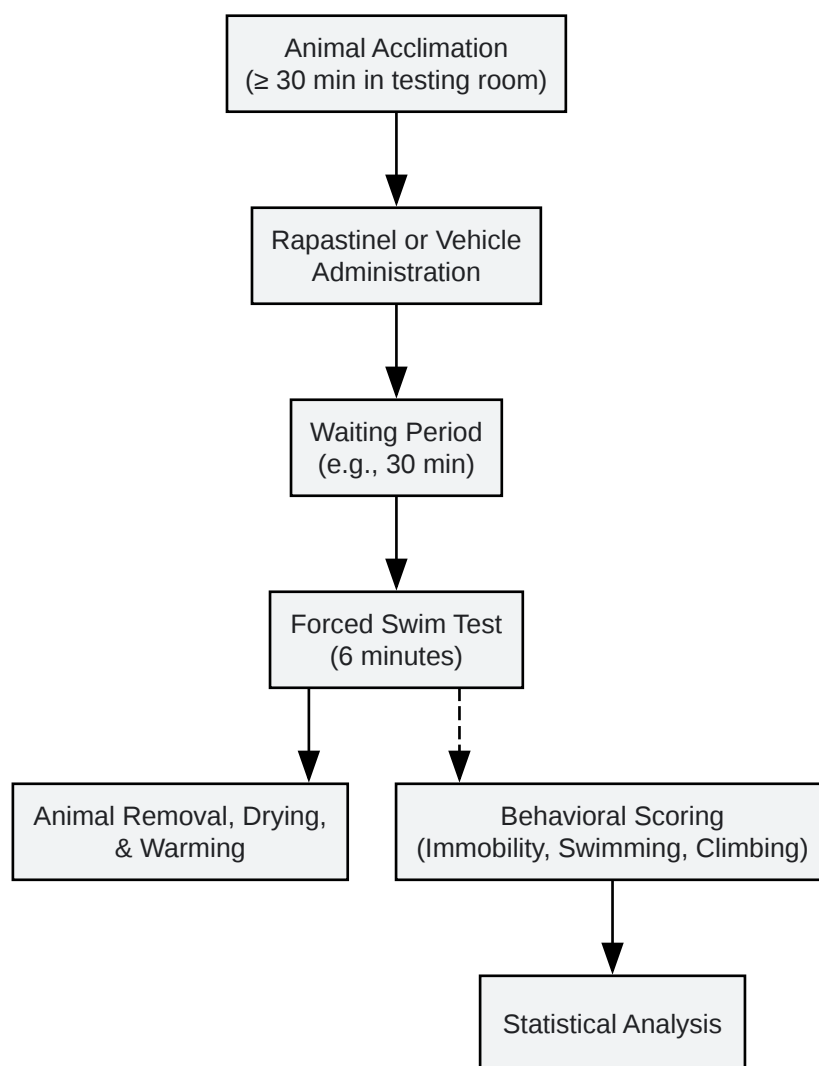 Animal Acclimation
(≥ 30 min in testing room)
Rapastinel or Vehicle
Administration
Waiting Period
(e.g., 30 min)
Forced Swim Test
(6 minutes)
Animal Removal, Drying,
& Warming
Behavioral Scoring
(Immobility, Swimming, Climbing)
Statistical Analysis